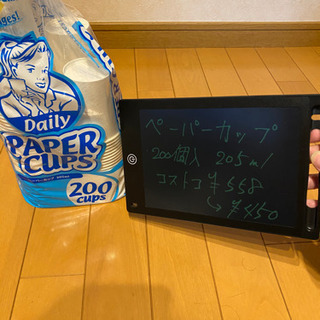 Daily
PAPER
CUPS
200
cups
ペーパーカップ
200個入 205ml
コストコ ¥558
↳ ¥450